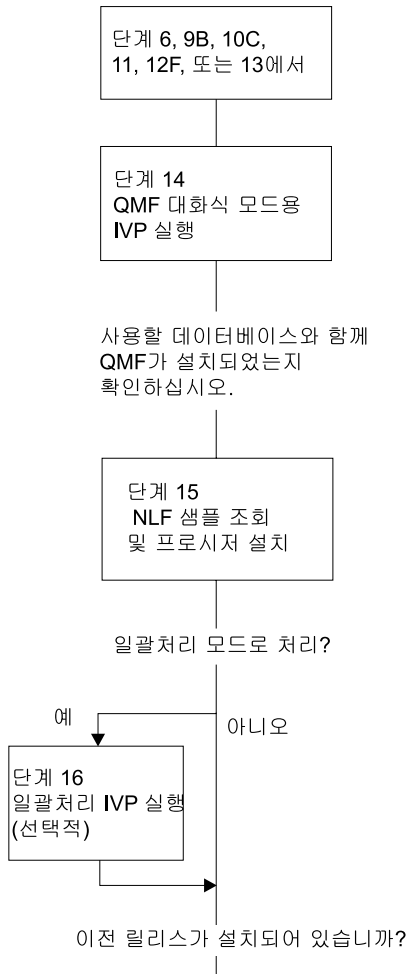 단계 6, 9B, 10C,
11, 12F, 또는 13에서
단계 14
QMF 대화식 모드용
IVP 실행
사용할 데이터베이스와 함께
QMF가 설치되었는지
확인하십시오.
단계 15
NLF 샘플 조회
및 프로시저 설치
일괄처리 모드로 처리?
예
아니오
단계 16
일괄처리 IVP 실행
(선택적)
이전 릴리스가 설치되어 있습니까?